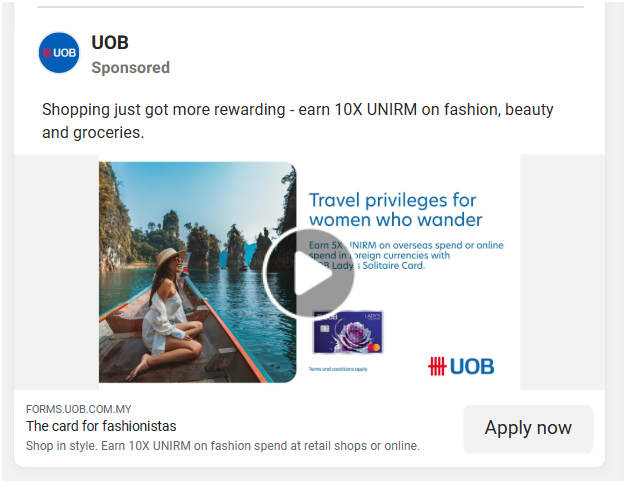 UOB
UOB
Sponsored
Shopping just got more rewarding - earn 10X UNIRM on fashion, beauty
and groceries.
Travel privileges for
women who wander
Earn 5X UNIRM on overseas spend or online
spend in foreign currencies with
UOB Lady's Solitaire Card.
UOB
LADY'S
Terms and conditions apply.
UOB
FORMS.UOB.COM.MY
The card for fashionistas
Shop in style. Earn 10X UNIRM on fashion spend at retail shops or online.
Apply now